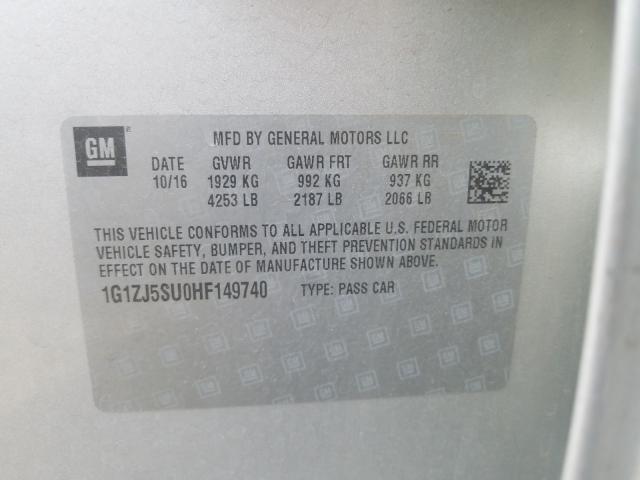 GM
MFD BY GENERAL MOTORS LLC
DATE GVWR GAWR FRT GAWR RR
10/16 1929 KG 992 KG 937 KG
4253 LB 2187 LB 2066 LB
THIS VEHICLE CONFORMS TO ALL APPLICABLE U.S. FEDERAL MOTOR
VEHICLE SAFETY, BUMPER, AND THEFT PREVENTION STANDARDS IN
EFFECT ON THE DATE OF MANUFACTURE SHOWN ABOVE.
1G1ZJ5SU0HF149740 TYPE: PASS CAR